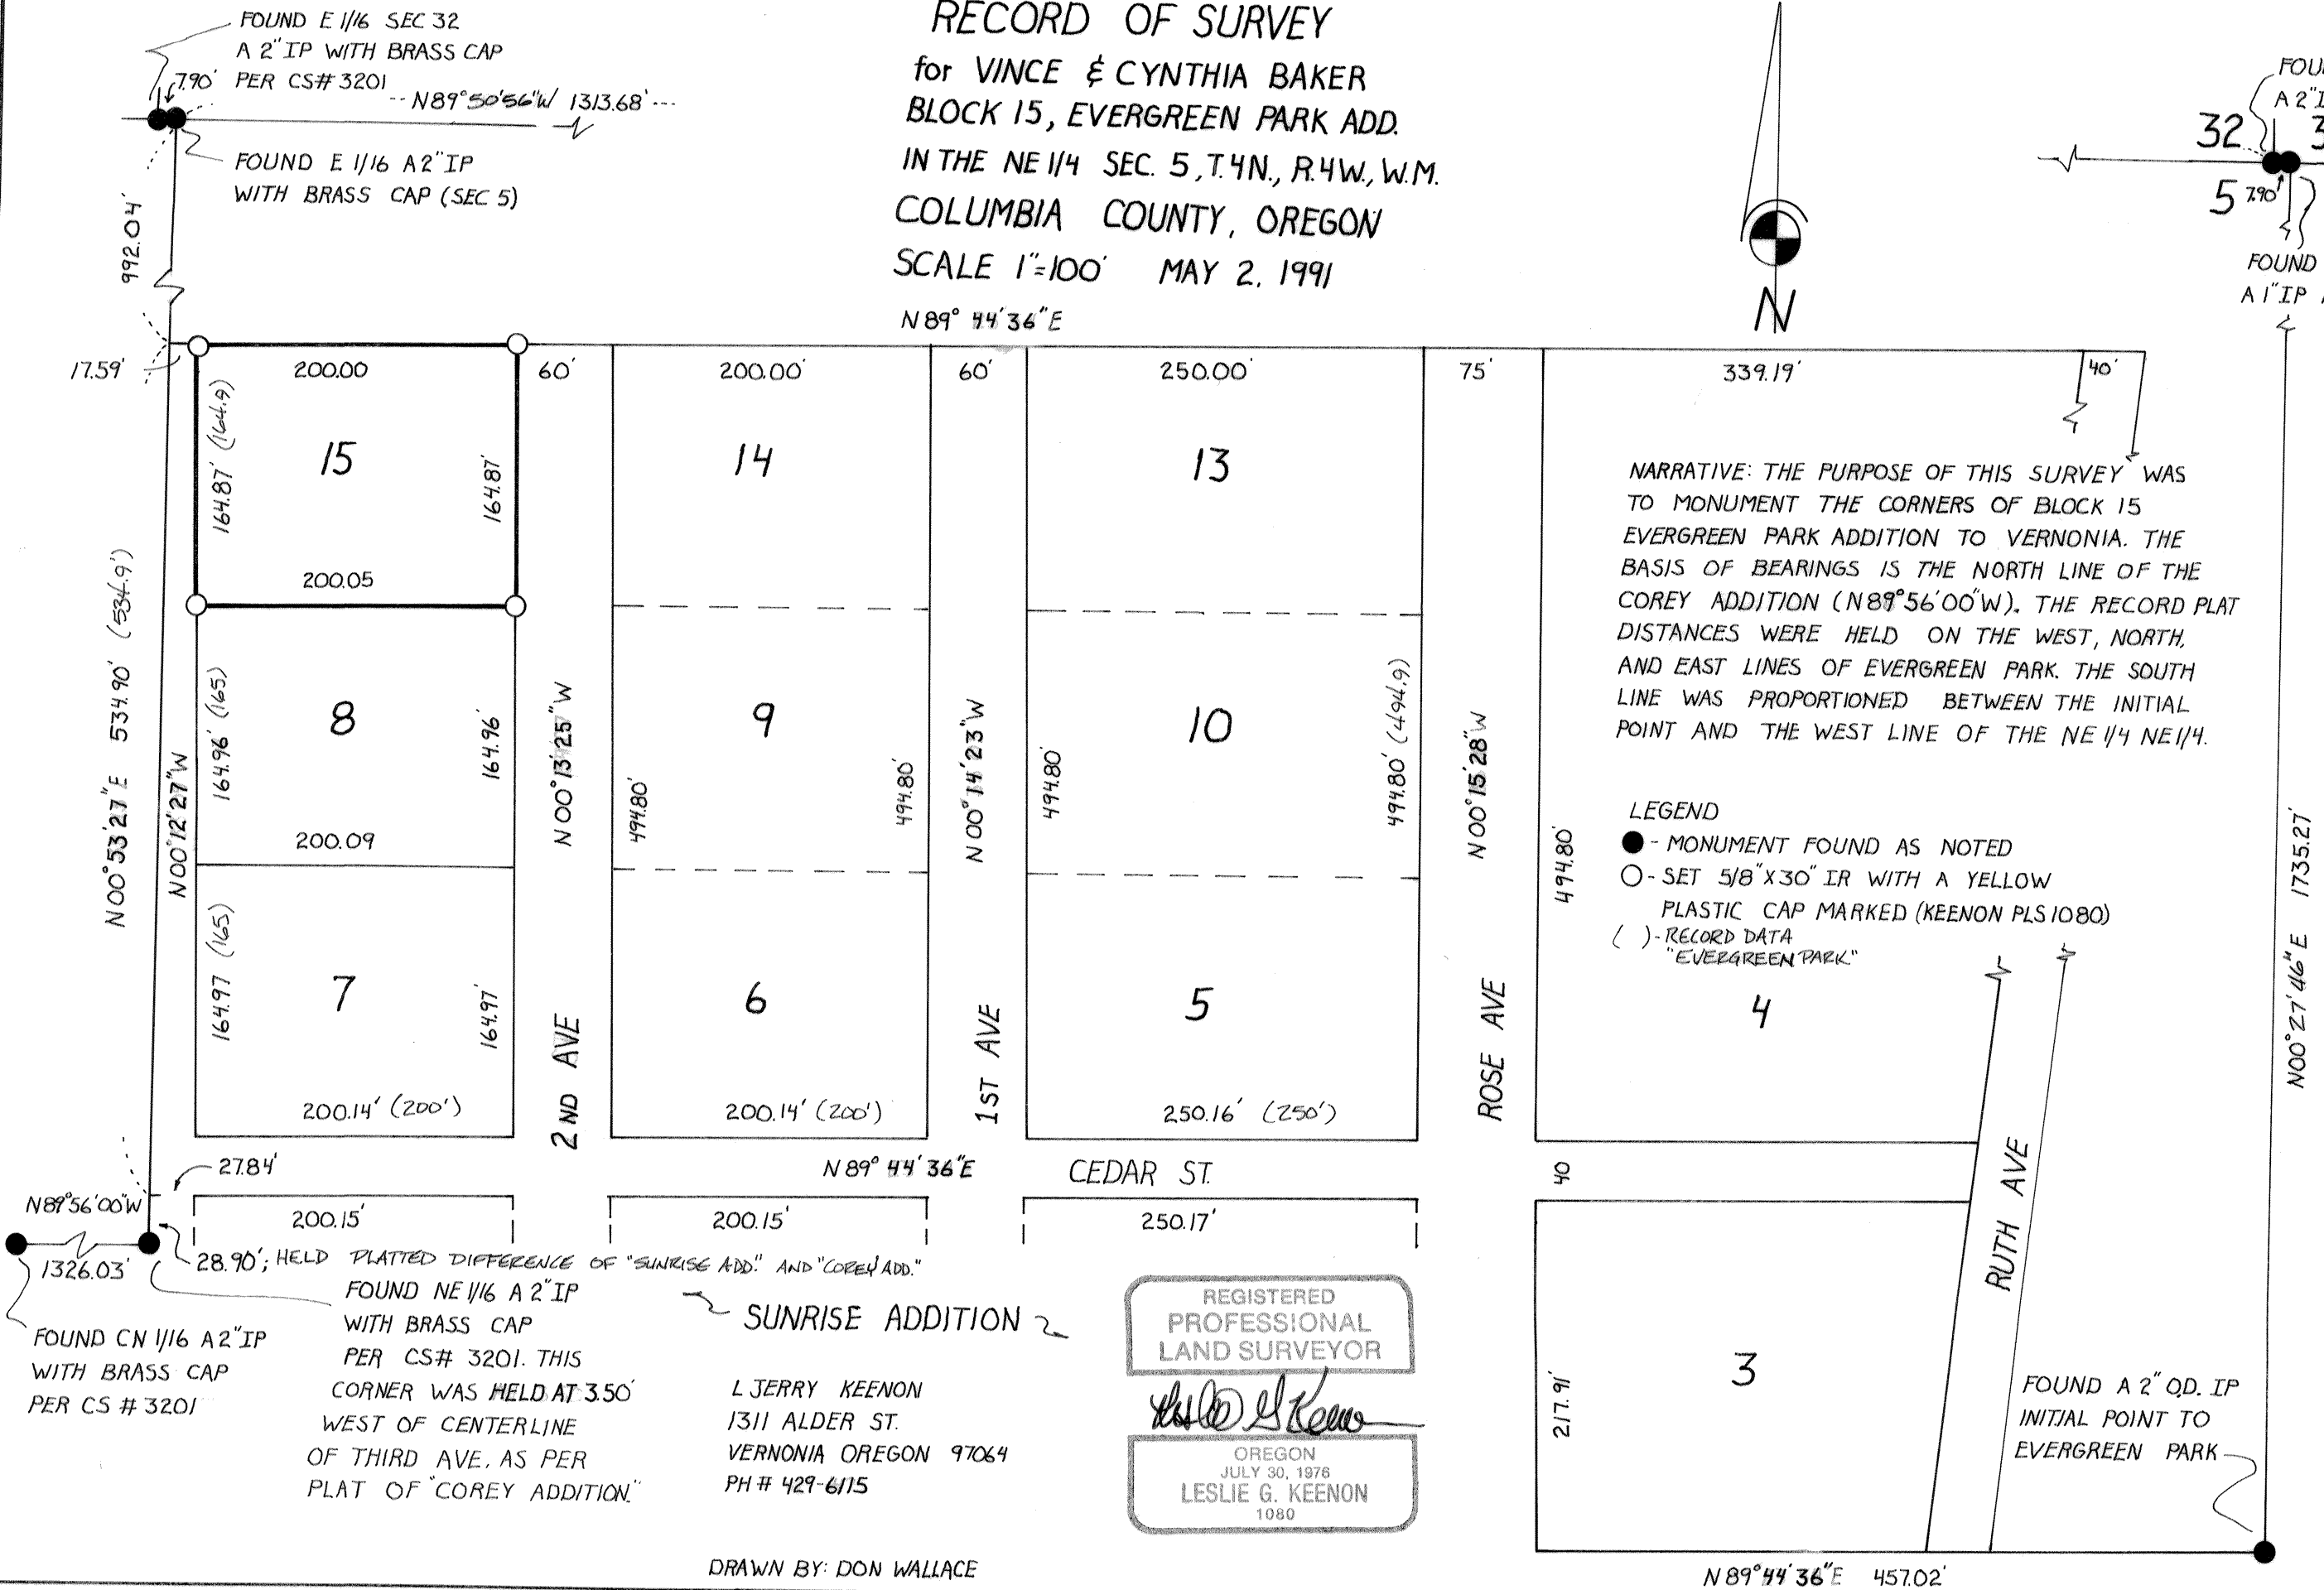 FOUND E 1/16 SEC 32
A 2" IP WITH BRASS CAP
PER CS# 3201
7.90'
N89°50'56"W 1313.68'
FOUND E 1/16 A 2" IP
WITH BRASS CAP (SEC 5)
992.04'
RECORD OF SURVEY
for VINCE & CYNTHIA BAKER
BLOCK 15, EVERGREEN PARK ADD.
IN THE NE 1/4 SEC. 5, T.4N., R.4W., W.M.
COLUMBIA COUNTY, OREGON
SCALE 1"=100' MAY 2, 1991
N
32
5
7.90'
A 2"
FOUND
A 1" IP
N89°44'36"E
17.59'
200.00
60'
200.00'
60'
250.00'
75'
339.19'
40'
164.87' (164.9)
15
164.87'
14
13
200.05
N00°53'27"E 534.90' (534.9')
N00°12'27"W
164.96' (165)
8
164.96'
200.09
N00°13'25"W
494.80'
9
494.80'
N00°14'23"W
494.80'
10
494.80' (494.9)
N00°15'28"W
494.80'
164.97 (165)
7
164.97'
200.14' (200')
2ND AVE
6
200.14' (200')
1ST AVE
5
250.16' (250')
ROSE AVE
NARRATIVE: THE PURPOSE OF THIS SURVEY WAS
TO MONUMENT THE CORNERS OF BLOCK 15
EVERGREEN PARK ADDITION TO VERNONIA. THE
BASIS OF BEARINGS IS THE NORTH LINE OF THE
COREY ADDITION (N89°56'00"W). THE RECORD PLAT
DISTANCES WERE HELD ON THE WEST, NORTH,
AND EAST LINES OF EVERGREEN PARK. THE SOUTH
LINE WAS PROPORTIONED BETWEEN THE INITIAL
POINT AND THE WEST LINE OF THE NE 1/4 NE 1/4.
LEGEND
- MONUMENT FOUND AS NOTED
- SET 5/8" X 30" IR WITH A YELLOW
PLASTIC CAP MARKED (KEENON PLS 1080)
( ) - RECORD DATA
"EVERGREEN PARK"
4
N00°27'46"E 1735.27'
27.84'
N89°44'36"E
CEDAR ST.
40
RUTH AVE
N89°56'00"W
1326.03'
200.15'
200.15'
250.17'
28.90'; HELD PLATTED DIFFERENCE OF "SUNRISE ADD." AND "COREY ADD."
FOUND NE 1/16 A 2" IP
WITH BRASS CAP
PER CS# 3201. THIS
CORNER WAS HELD AT 3.50'
WEST OF CENTERLINE
OF THIRD AVE. AS PER
PLAT OF "COREY ADDITION."
FOUND CN 1/16 A 2" IP
WITH BRASS CAP
PER CS # 3201
SUNRISE ADDITION
L JERRY KEENON
1311 ALDER ST.
VERNONIA OREGON 97064
PH # 429-6115
REGISTERED
PROFESSIONAL
LAND SURVEYOR
OREGON
JULY 30, 1976
LESLIE G. KEENON
1080
217.91'
3
FOUND A 2" O.D. IP
INITIAL POINT TO
EVERGREEN PARK
DRAWN BY: DON WALLACE
N89°44'36"E 457.02'